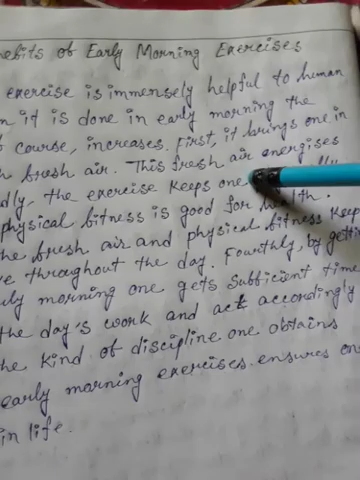 nefits of Early Morning Exercises
exercise is immensely helpful to human
n it is done in early morning the
f course, increases. First, it brings one in
h fresh air. This fresh air energises
dly, the exercise keeps one
physical fitness is good for health.
the fresh air and physical fitness keep
ve throughout the day. Fourthly, by getti
rly morning one gets sufficient time
the day's work and act accordingly
he kind of discipline one obtains
early morning exercises ensures on
in life.